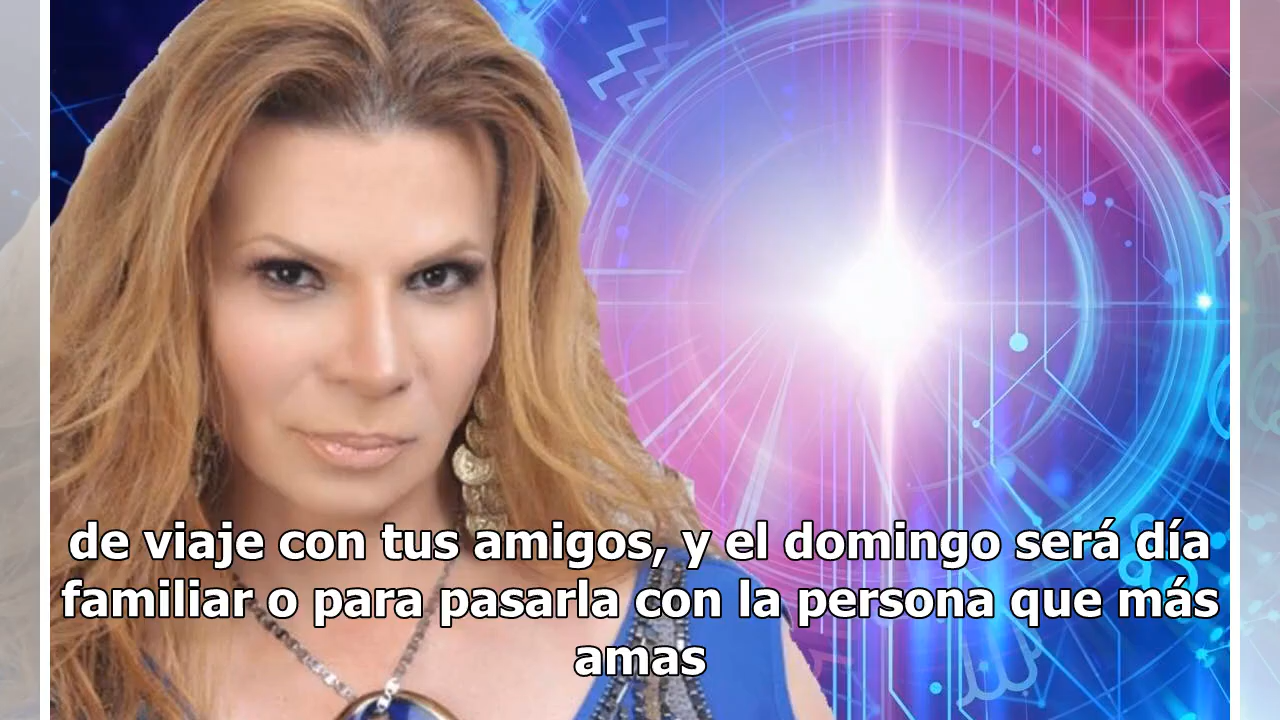 de viaje con tus amigos, y el domingo será día
familiar o para pasarla con la persona que más
amas